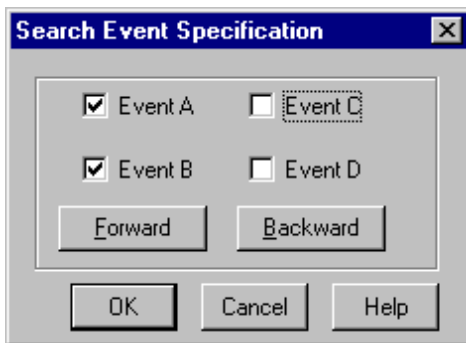 Search Event Specification
Event A Event C
Event B Event D
Forward Backward
OK Cancel Help